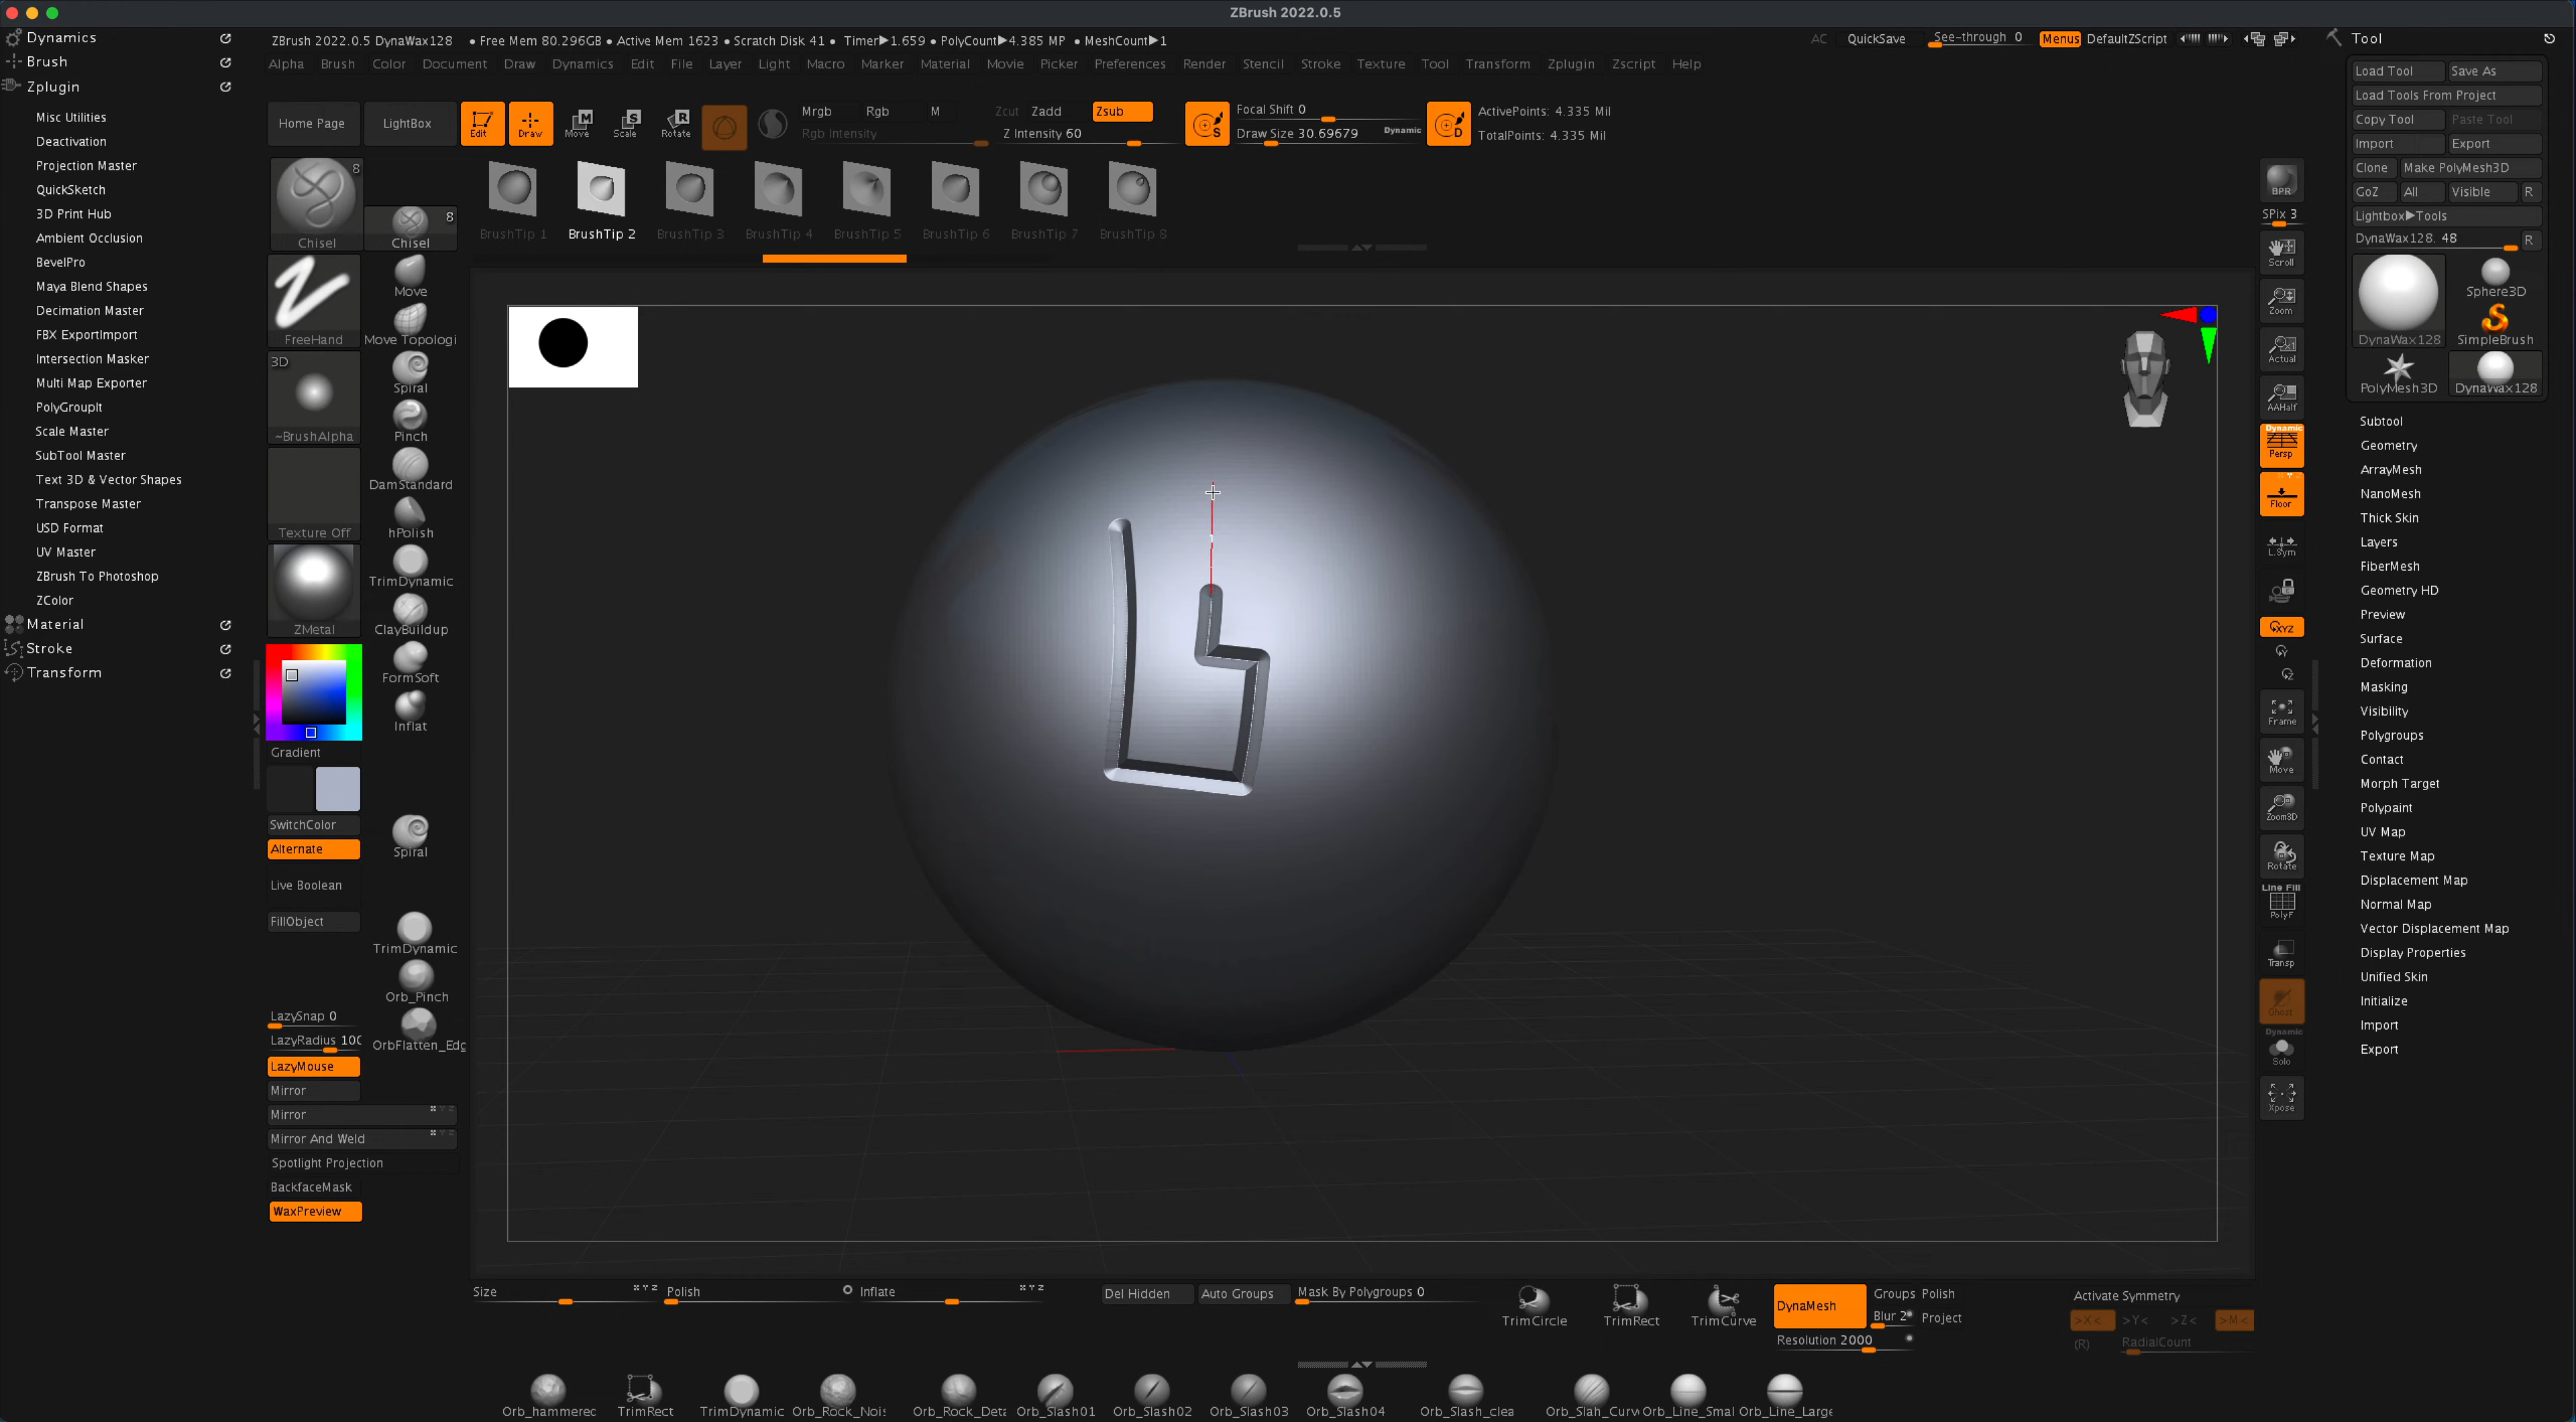 ZBrush 2022.0.5
Dynamics
Brush
Zplugin
Misc Utilities
Deactivation
Projection Master
QuickSketch
3D Print Hub
Ambient Occlusion
BevelPro
Maya Blend Shapes
Decimation Master
FBX ExportImport
Intersection Masker
Multi Map Exporter
PolyGroupIt
Scale Master
SubTool Master
Text 3D & Vector Shapes
Transpose Master
USD Format
UV Master
ZBrush To Photoshop
ZColor
Material
Stroke
Transform
ZBrush 2022.0.5 DynaWax128 • Free Mem 80.296GB • Active Mem 1623 • Scratch Disk 41 • Timer▶1.659 • PolyCount▶4.385 MP • MeshCount▶1
AC QuickSave See-through 0 Menus DefaultZScript
Alpha Brush Color Document Draw Dynamics Edit File Layer Light Macro Marker Material Movie Picker Preferences Render Stencil Stroke Texture Tool Transform Zplugin Zscript Help
Home Page LightBox Edit Draw Move Scale Rotate
Mrgb Rgb M
Rgb Intensity
Zcut Zadd Zsub
Z Intensity 60
Focal Shift 0
Draw Size 30.69679 Dynamic
ActivePoints: 4.335 Mil
TotalPoints: 4.335 Mil
8
Chisel
8
Chisel
BrushTip 1 BrushTip 2 BrushTip 3 BrushTip 4 BrushTip 5 BrushTip 6 BrushTip 7 BrushTip 8
FreeHand
3D
~BrushAlpha
Texture Off
ZMetal
Gradient
SwitchColor
Alternate
Live Boolean
FillObject
LazySnap 0
LazyRadius 100
LazyMouse
Mirror
Mirror
Mirror And Weld
Spotlight Projection
BackfaceMask
WaxPreview
Move
Move Topologi
Spiral
Pinch
DamStandard
hPolish
TrimDynamic
ClayBuildup
FormSoft
Inflat
Spiral
TrimDynamic
Orb_Pinch
OrbFlatten_Edg
Size
Polish
Inflate
Del Hidden
Auto Groups
Mask By Polygroups 0
TrimCircle
TrimRect
TrimCurve
DynaMesh
Groups Polish
Blur 2 Project
Resolution 2000
Activate Symmetry
>X< >Y< >Z< >M<
(R) RadialCount
Orb_hammerec TrimRect TrimDynamic Orb_Rock_Nois Orb_Rock_Deta Orb_Slash01 Orb_Slash02 Orb_Slash03 Orb_Slash04 Orb_Slash_clea Orb_Slah_Curv Orb_Line_Smal Orb_Line_Large
BPR
SPix 3
Scroll
Zoom
Actual
AAHalf
Dynamic
Persp
Floor
L.Sym
XYZ
Frame
Move
Zoom3D
Rotate
Line Fill
PolyF
Transp
Ghost
Dynamic
Solo
Xpose
Tool
Load Tool Save As
Load Tools From Project
Copy Tool Paste Tool
Import Export
Clone Make PolyMesh3D
GoZ All Visible R
Lightbox▶Tools
DynaWax128. 48 R
DynaWax128
Sphere3D
SimpleBrush
PolyMesh3D
DynaWax128
Subtool
Geometry
ArrayMesh
NanoMesh
Thick Skin
Layers
FiberMesh
Geometry HD
Preview
Surface
Deformation
Masking
Visibility
Polygroups
Contact
Morph Target
Polypaint
UV Map
Texture Map
Displacement Map
Normal Map
Vector Displacement Map
Display Properties
Unified Skin
Initialize
Import
Export